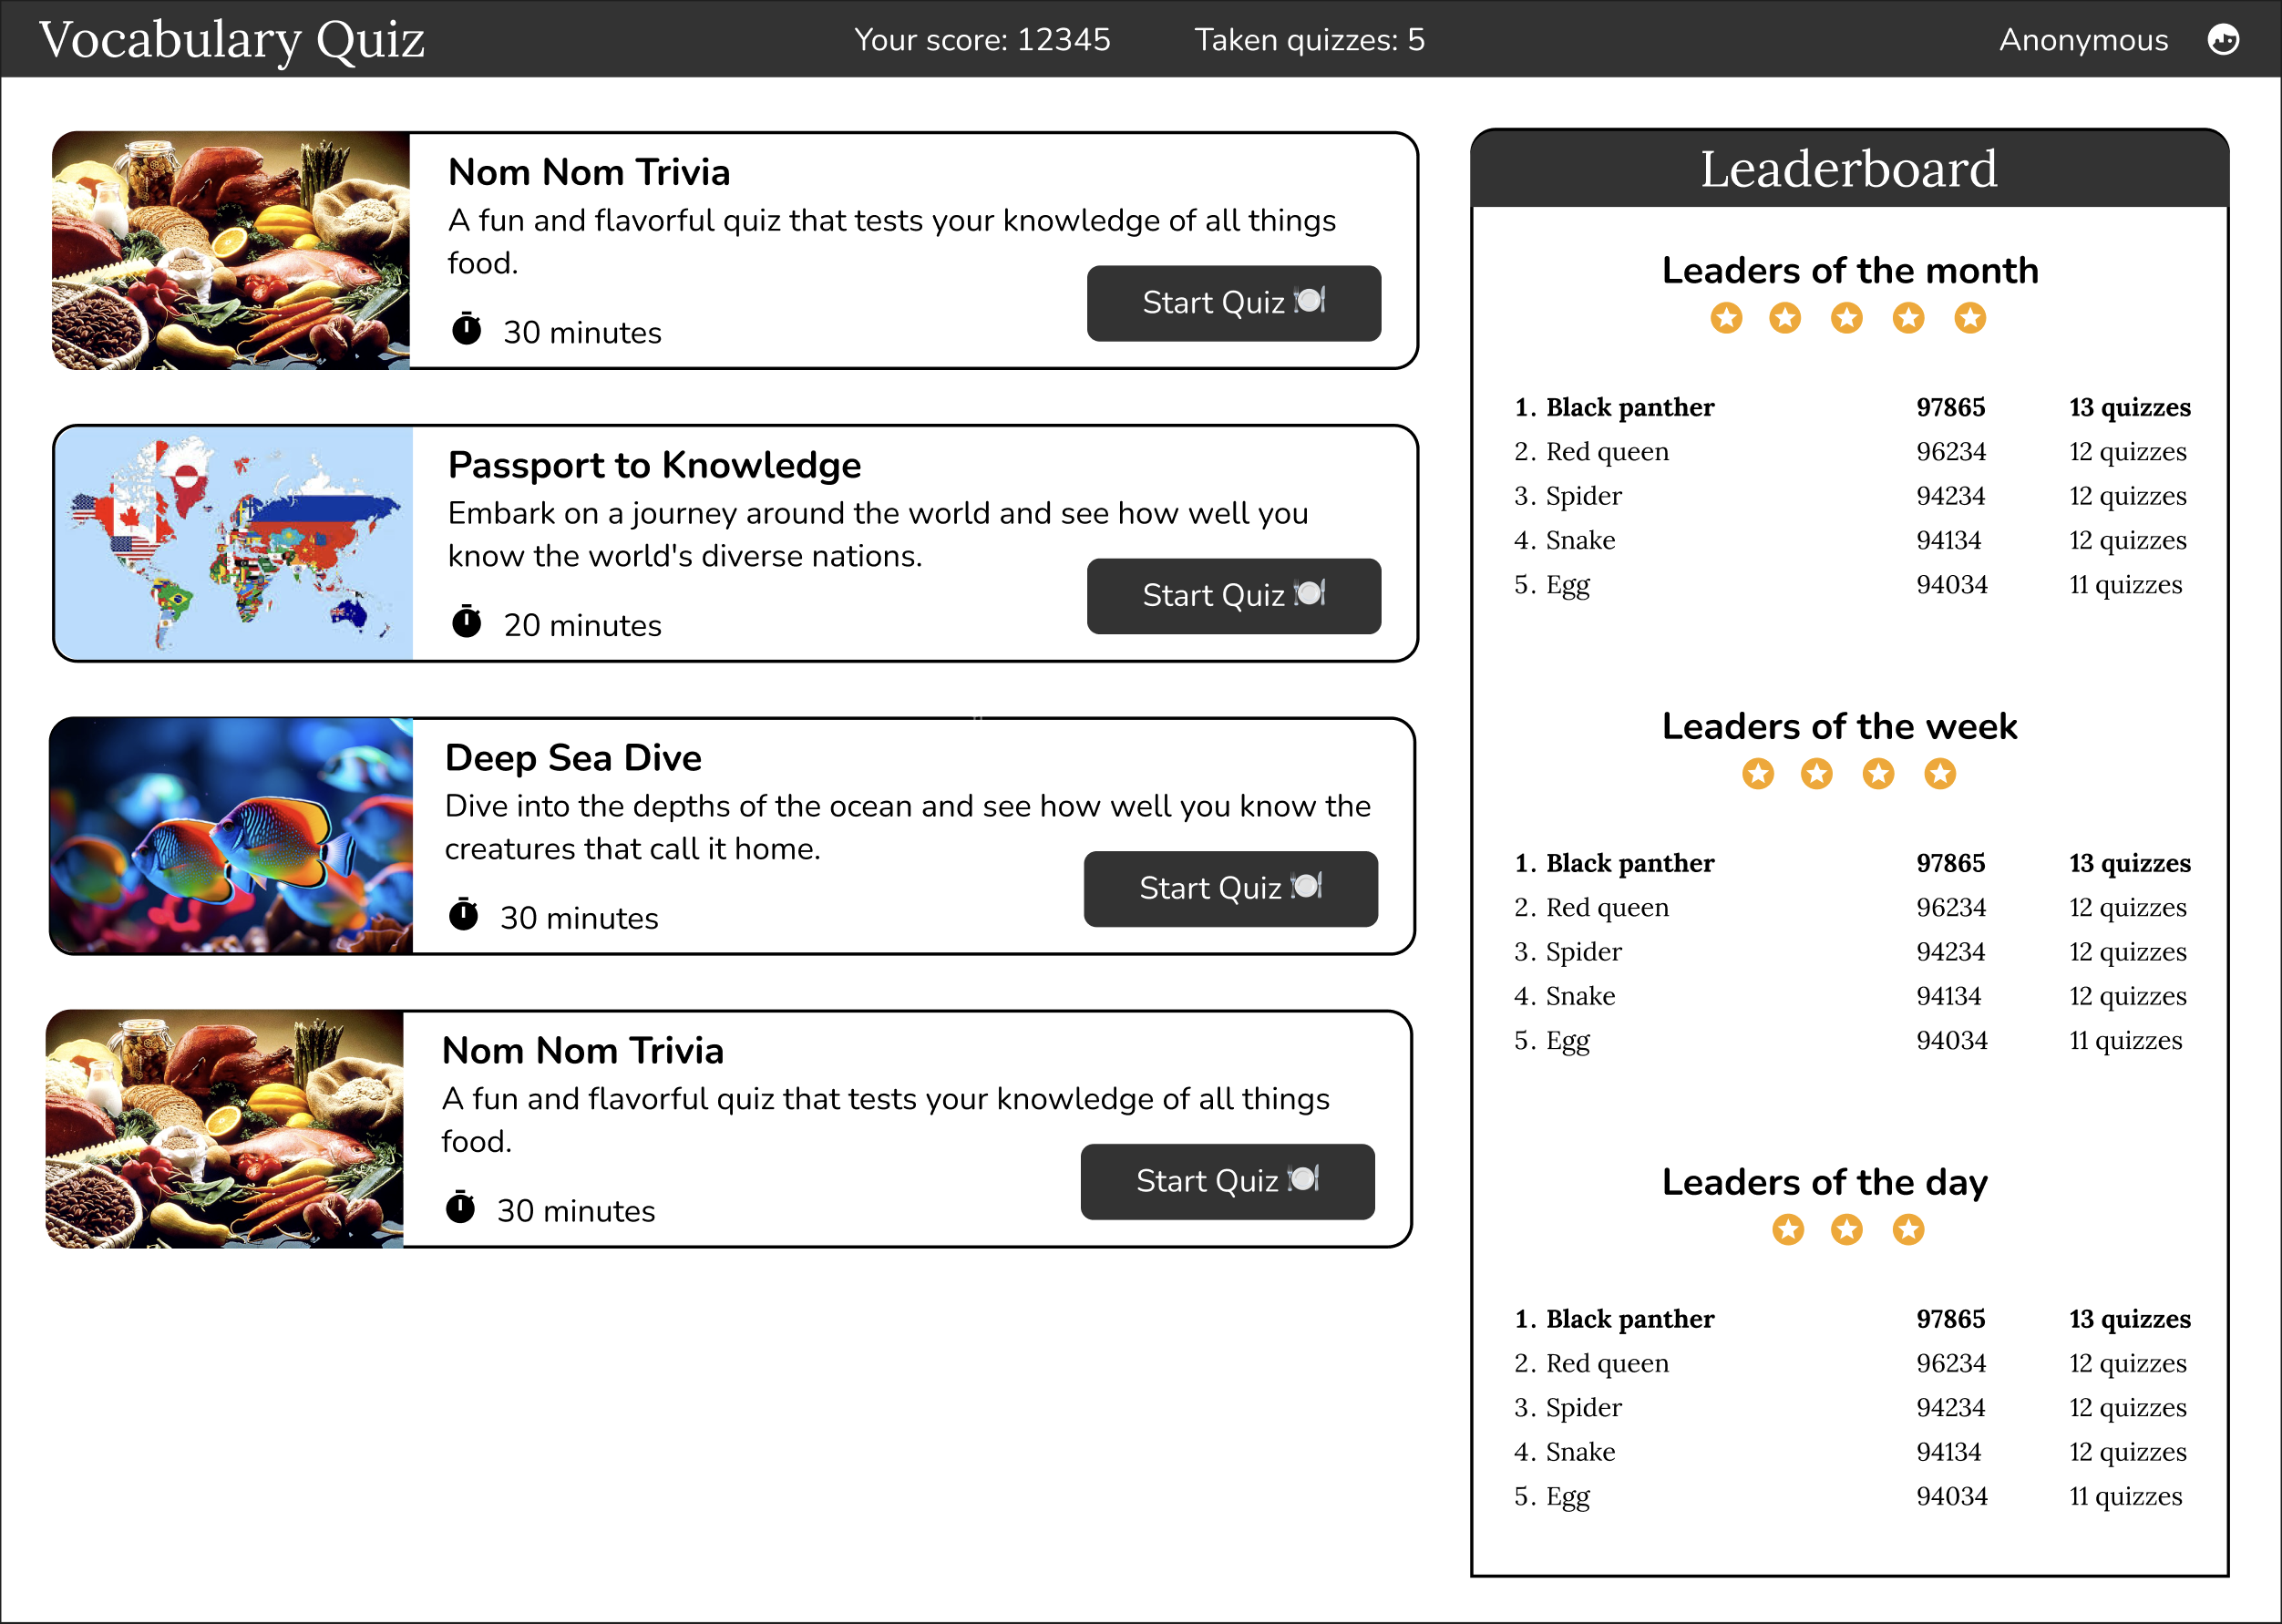 Vocabulary Quiz
Your score: 12345
Taken quizzes: 5
Anonymous
Nom Nom Trivia
A fun and flavorful quiz that tests your knowledge of all things
food.
30 minutes
Start Quiz 🍽️
Passport to Knowledge
Embark on a journey around the world and see how well you
know the world's diverse nations.
20 minutes
Start Quiz 🍽️
Deep Sea Dive
Dive into the depths of the ocean and see how well you know the
creatures that call it home.
30 minutes
Start Quiz 🍽️
Nom Nom Trivia
A fun and flavorful quiz that tests your knowledge of all things
food.
30 minutes
Start Quiz 🍽️
Leaderboard
Leaders of the month
1. Black panther 97865 13 quizzes
2. Red queen 96234 12 quizzes
3. Spider 94234 12 quizzes
4. Snake 94134 12 quizzes
5. Egg 94034 11 quizzes
Leaders of the week
1. Black panther 97865 13 quizzes
2. Red queen 96234 12 quizzes
3. Spider 94234 12 quizzes
4. Snake 94134 12 quizzes
5. Egg 94034 11 quizzes
Leaders of the day
1. Black panther 97865 13 quizzes
2. Red queen 96234 12 quizzes
3. Spider 94234 12 quizzes
4. Snake 94134 12 quizzes
5. Egg 94034 11 quizzes